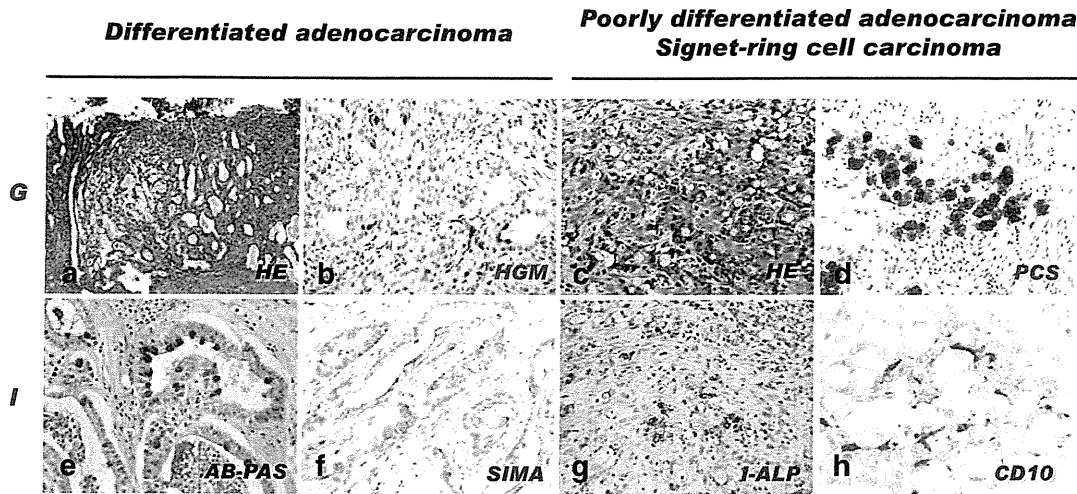 Differentiated adenocarcinoma
Poorly differentiated adenocarcinoma
Signet-ring cell carcinoma
G
a HE
b HGM
c HE
d PCS
I
e AB-PAS
f SIMA
g I-ALP
h CD10